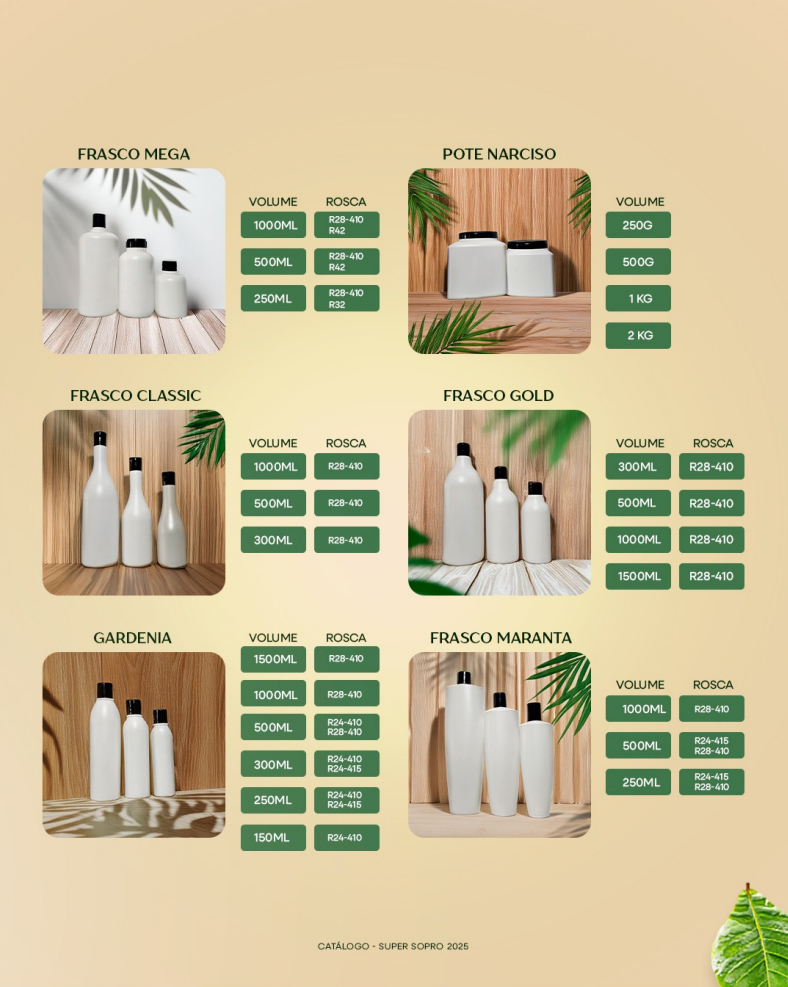 FRASCO MEGA
VOLUME ROSCA
1000ML R28-410
R42
500ML R28-410
R42
250ML R28-410
R32
POTE NARCISO
VOLUME
250G
500G
1 KG
2 KG
FRASCO CLASSIC
VOLUME ROSCA
1000ML R28-410
500ML R28-410
300ML R28-410
FRASCO GOLD
VOLUME ROSCA
300ML R28-410
500ML R28-410
1000ML R28-410
1500ML R28-410
GARDENIA
VOLUME ROSCA
1500ML R28-410
1000ML R28-410
500ML R24-410
R28-410
300ML R24-410
R24-415
250ML R24-410
R24-415
150ML R24-410
FRASCO MARANTA
VOLUME ROSCA
1000ML R28-410
500ML R24-415
R28-410
250ML R24-415
R28-410
CATÁLOGO - SUPER SOPRO 2025